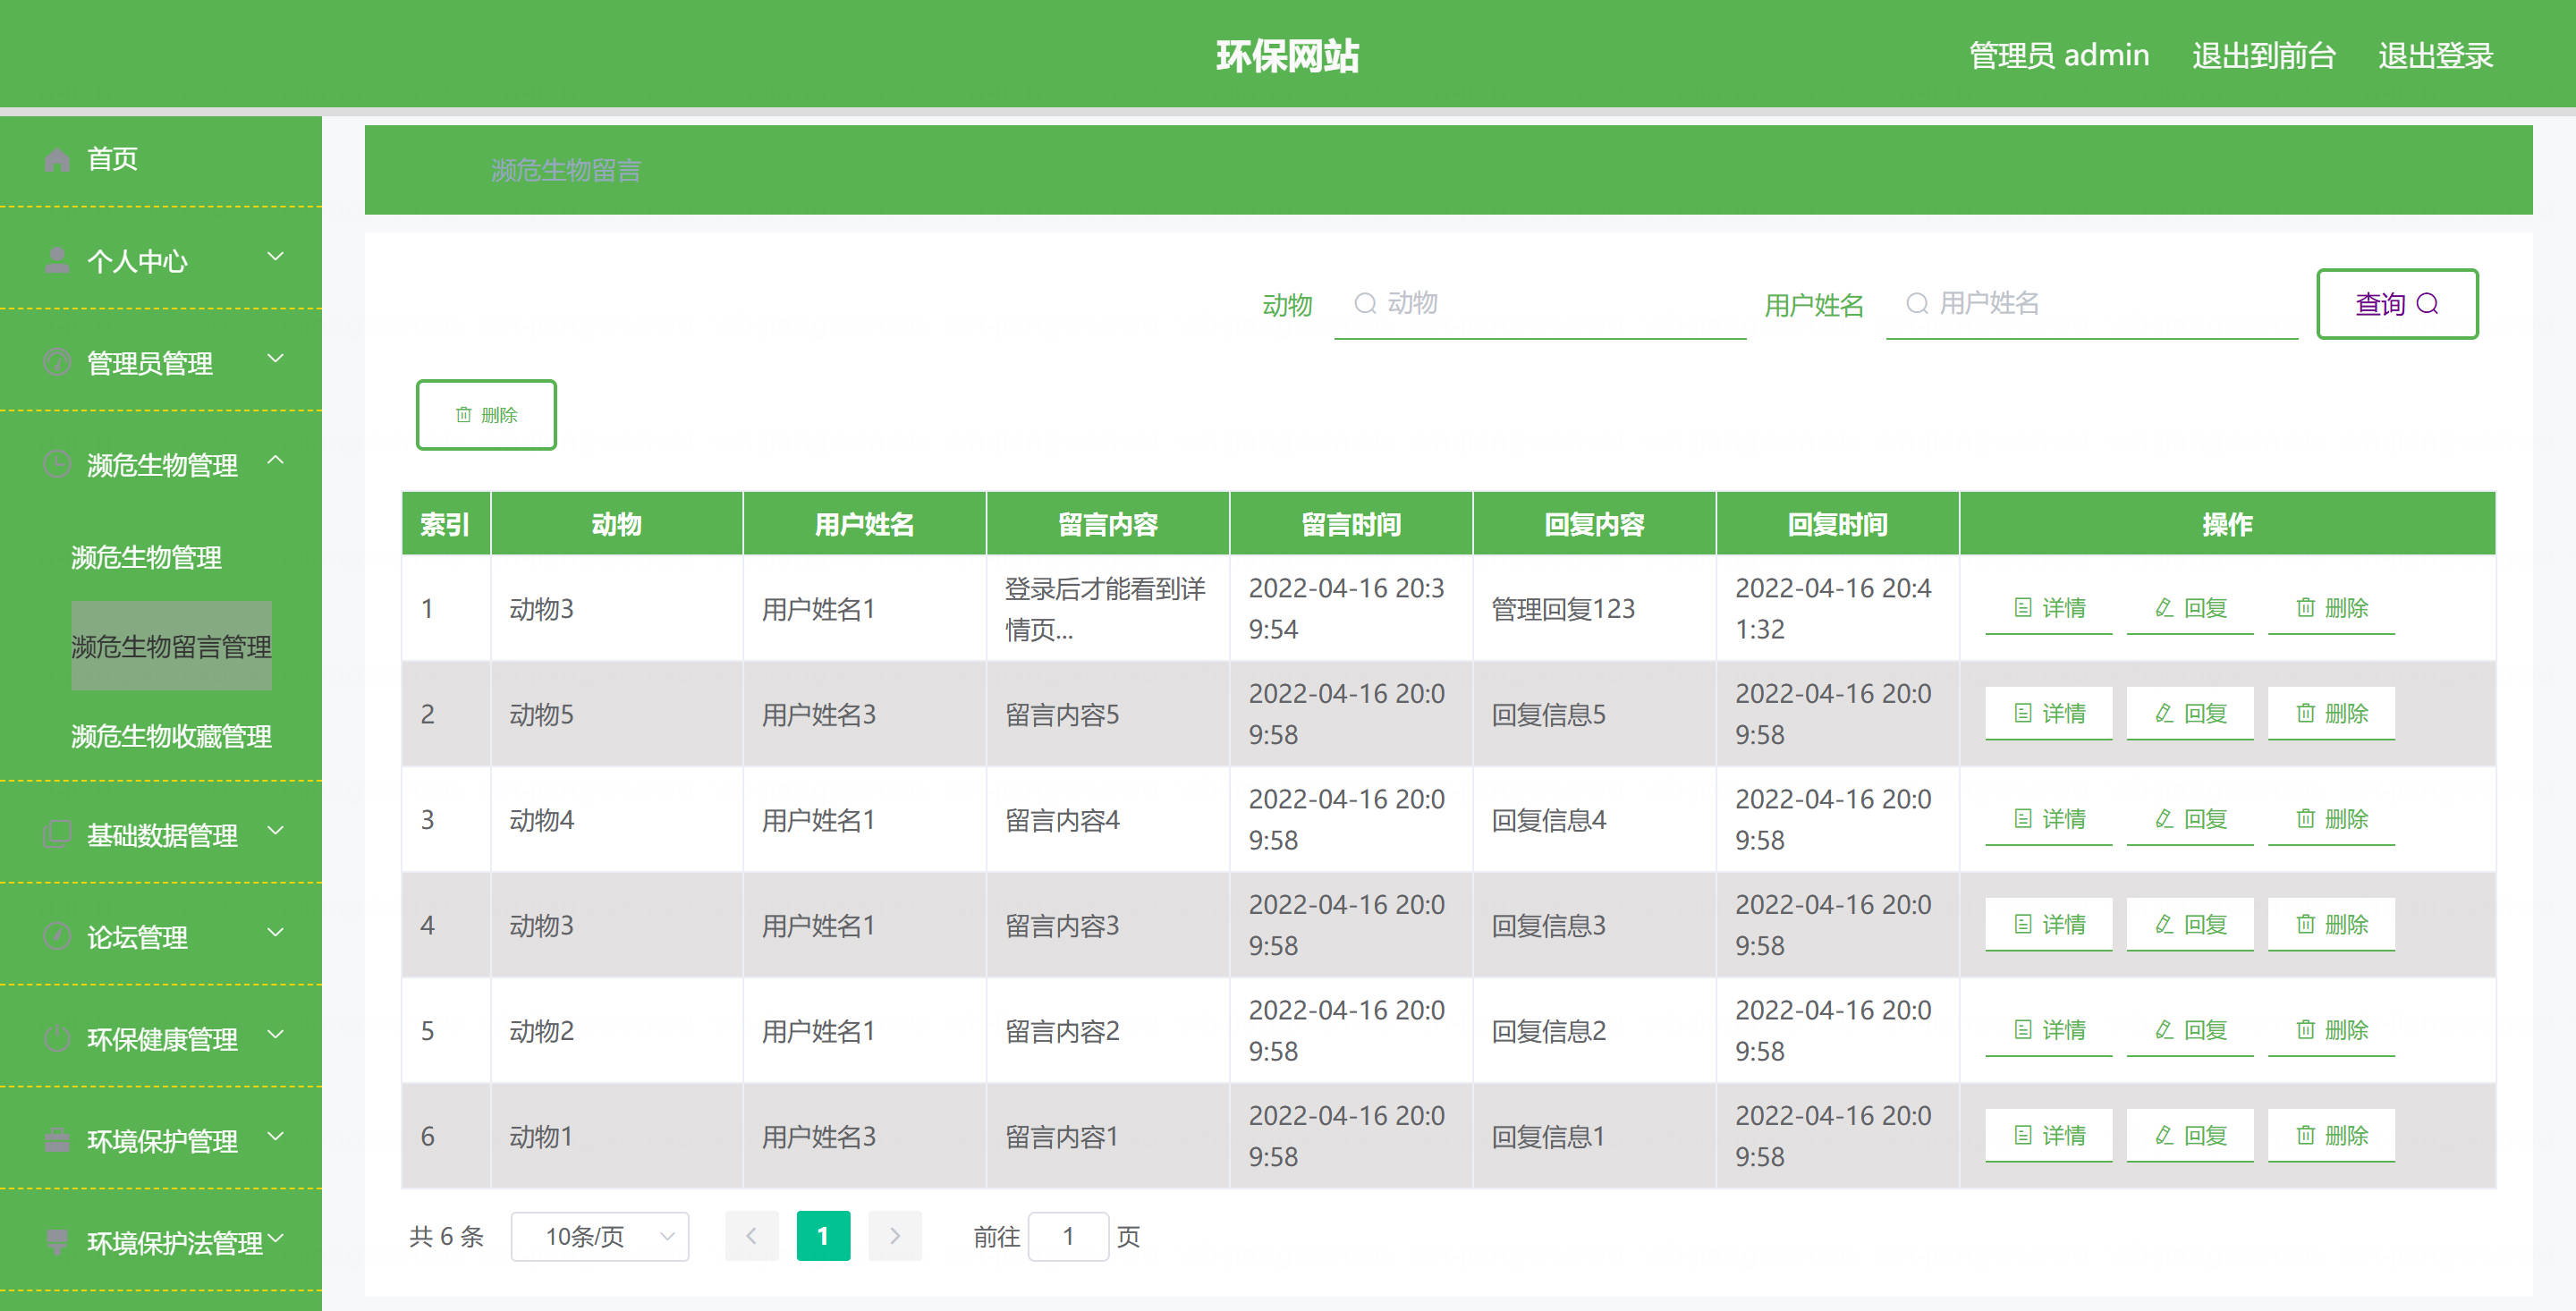 环保网站
管理员 admin
退出到前台
退出登录
首页
个人中心
管理员管理
濒危生物管理
濒危生物管理
濒危生物留言管理
濒危生物收藏管理
基础数据管理
论坛管理
环保健康管理
环境保护管理
环境保护法管理
濒危生物留言
动物 动物 用户姓名 用户姓名 查询
删除
索引 动物 用户姓名 留言内容 留言时间 回复内容 回复时间 操作
1 动物3 用户姓名1 登录后才能看到详情页... 2022-04-16 20:39:54 管理回复123 2022-04-16 20:41:32 详情 回复 删除
2 动物5 用户姓名3 留言内容5 2022-04-16 20:09:58 回复信息5 2022-04-16 20:09:58 详情 回复 删除
3 动物4 用户姓名1 留言内容4 2022-04-16 20:09:58 回复信息4 2022-04-16 20:09:58 详情 回复 删除
4 动物3 用户姓名1 留言内容3 2022-04-16 20:09:58 回复信息3 2022-04-16 20:09:58 详情 回复 删除
5 动物2 用户姓名1 留言内容2 2022-04-16 20:09:58 回复信息2 2022-04-16 20:09:58 详情 回复 删除
6 动物1 用户姓名3 留言内容1 2022-04-16 20:09:58 回复信息1 2022-04-16 20:09:58 详情 回复 删除
共 6 条 10条/页 1 前往 1 页